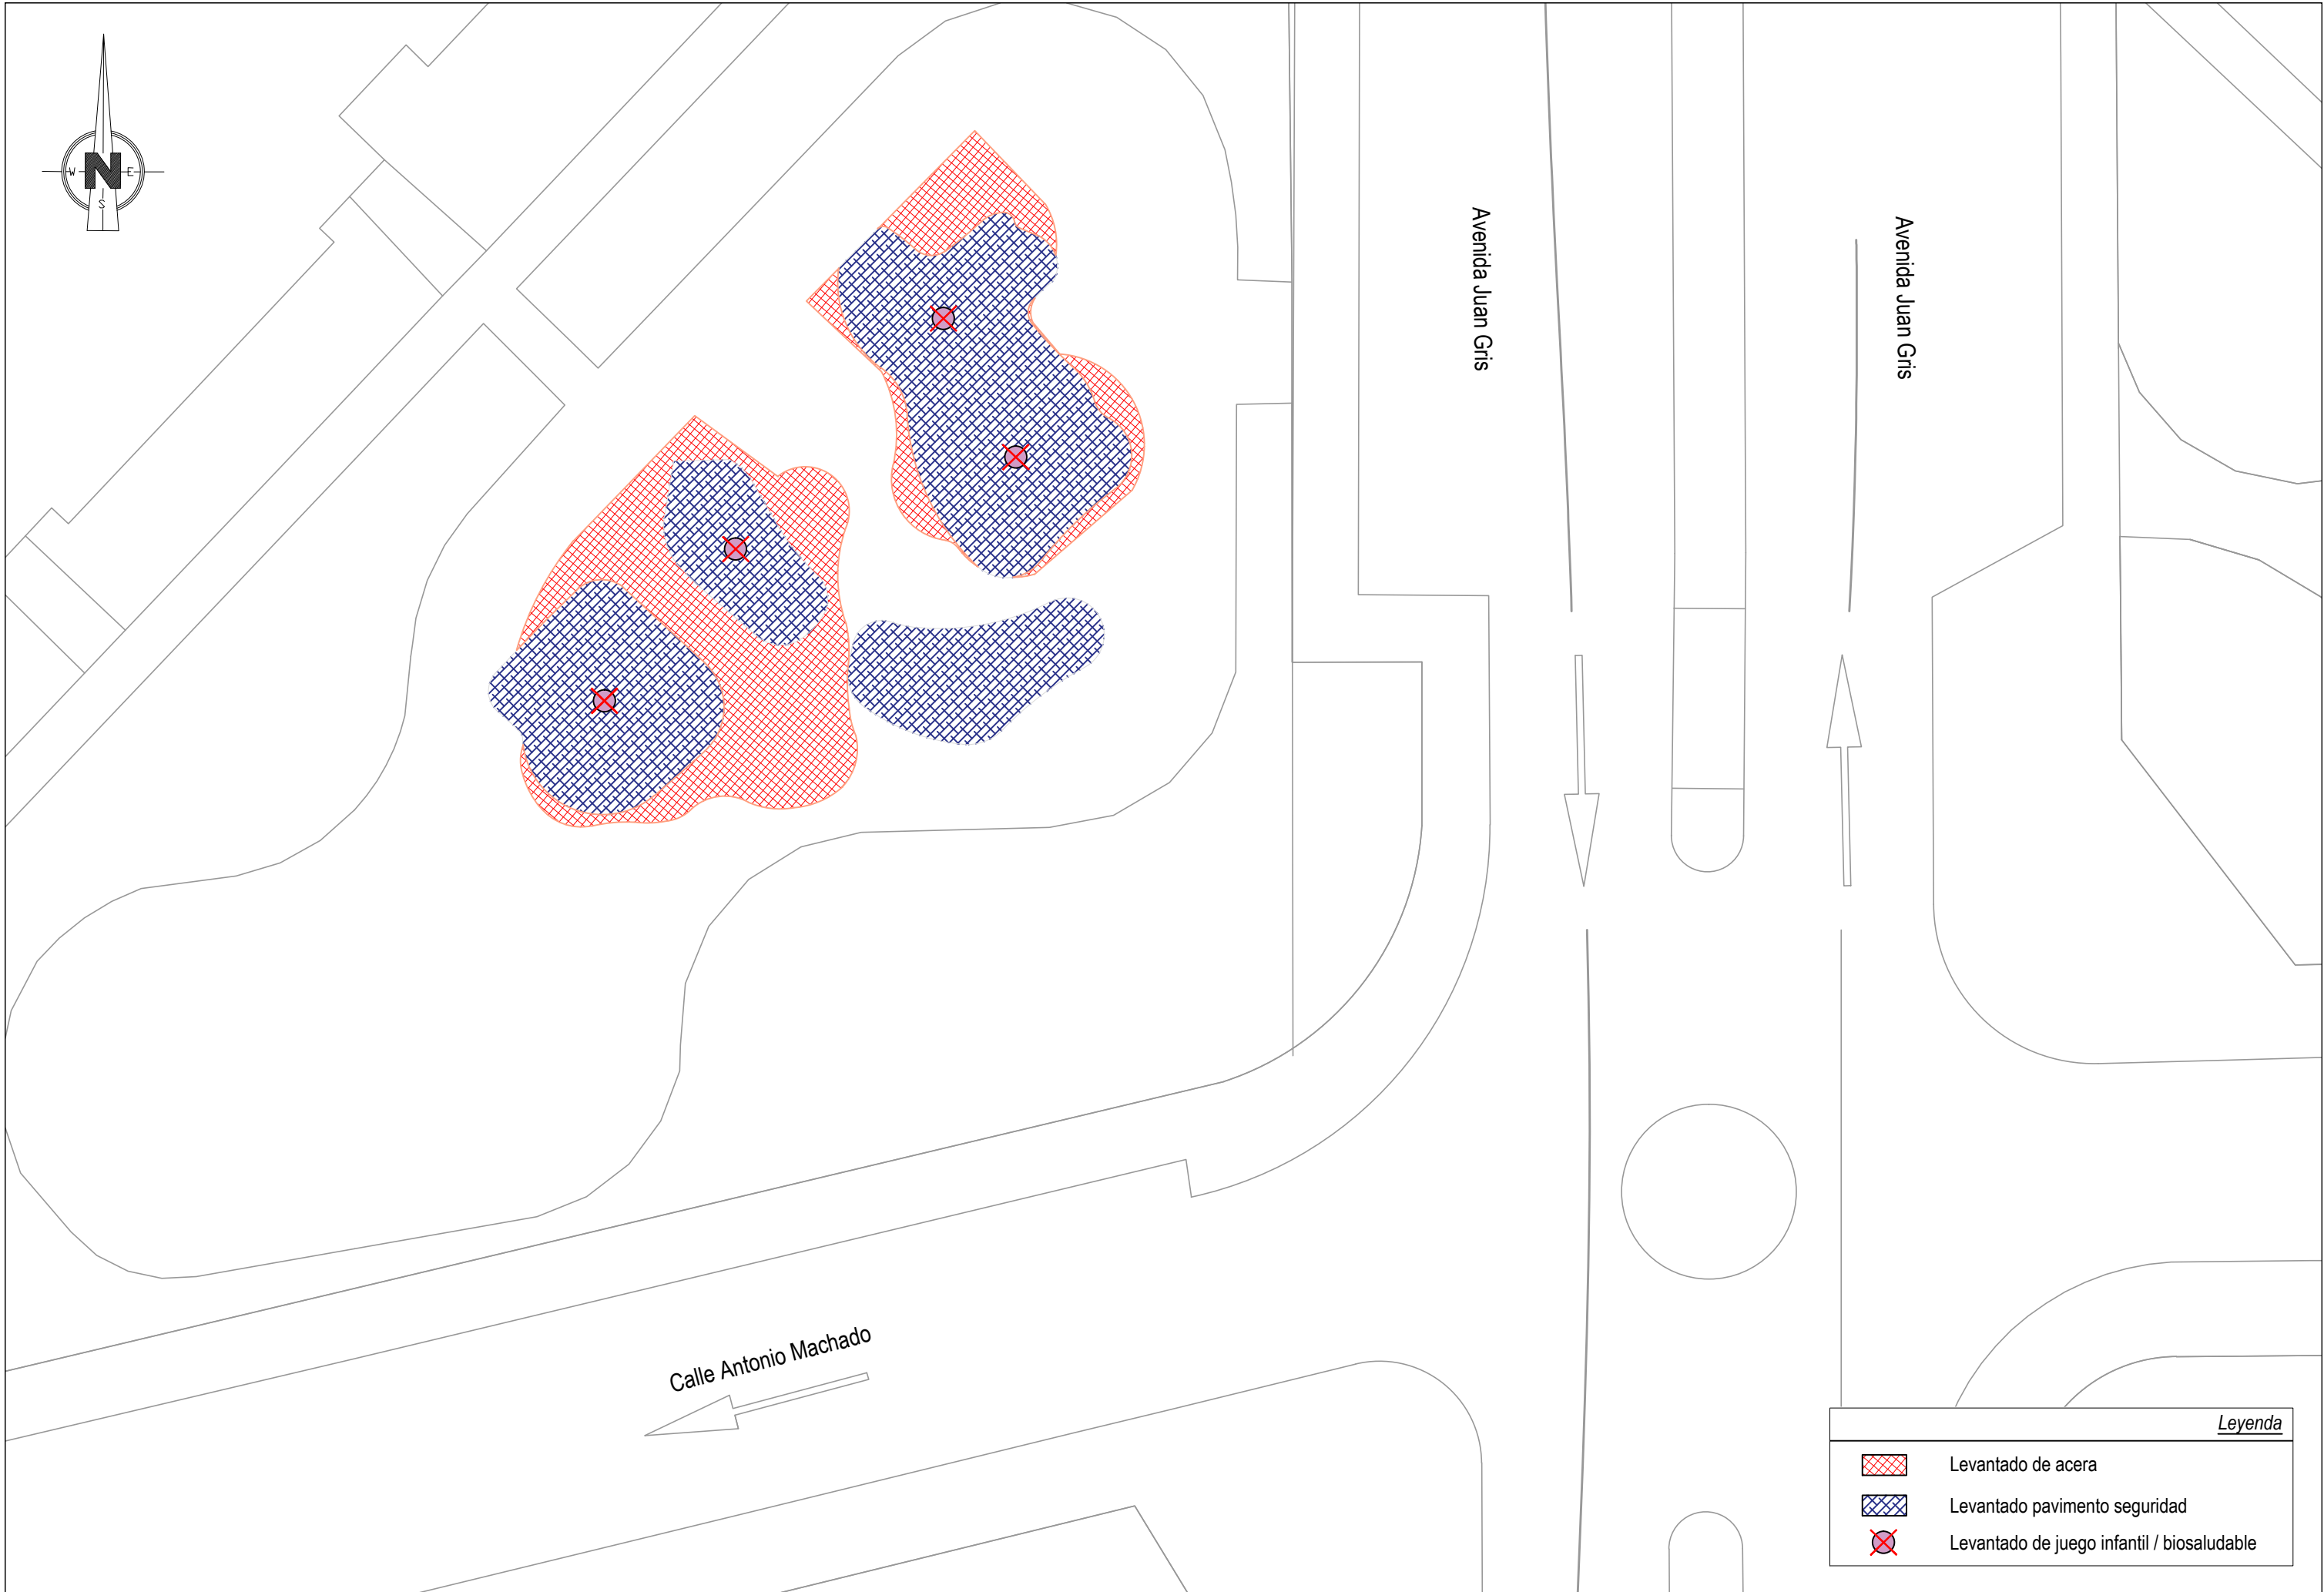 N
W
E
S
Avenida Juan Gris
Avenida Juan Gris
Calle Antonio Machado
Leyenda
Levantado de acera
Levantado pavimento seguridad
Levantado de juego infantil / biosaludable